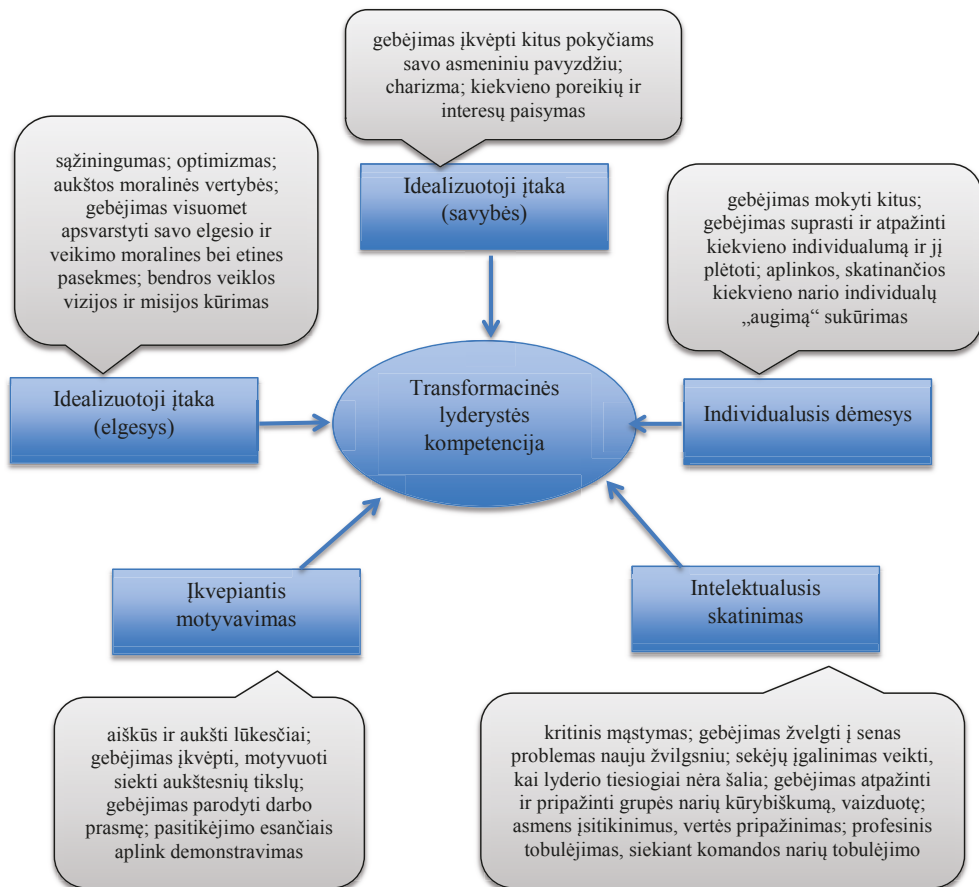 gebėjimas įkvėpti kitus pokyčiams
savo asmeniniu pavyzdžiu;
charizma; kiekvieno poreikių ir
interesų paisymas
Idealizuotoji įtaka
(savybės)
sąžiningumas; optimizmas;
aukštos moralinės vertybės;
gebėjimas visuomet
apsvarstyti savo elgesio ir
veikimo moralines bei etines
pasekmes; bendros veiklos
vizijos ir misijos kūrimas
Idealizuotoji įtaka
(elgesys)
gebėjimas mokyti kitus;
gebėjimas suprasti ir atpažinti
kiekvieno individualumą ir jį
plėtoti; aplinkos, skatinančios
kiekvieno nario individualų
„augimą“ sukūrimas
Individualusis dėmesys
Transformacinės
lyderystės
kompetencija
Įkvepiantis
motyvavimas
aiškūs ir aukšti lūkesčiai;
gebėjimas įkvėpti, motyvuoti
siekti aukštesnių tikslų;
gebėjimas parodyti darbo
prasmę; pasitikėjimo esančiais
aplink demonstravimas
Intelektualusis
skatinimas
kritinis mąstymas; gebėjimas žvelgti į senas
problemas nauju žvilgsniu; sekėjų įgalinimas veikti,
kai lyderio tiesiogiai nėra šalia; gebėjimas atpažinti
ir pripažinti grupės narių kūrybiškumą, vaizduotę;
asmens įsitikinimus, vertės pripažinimas; profesinis
tobulėjimas, siekiant komandos narių tobulėjimo